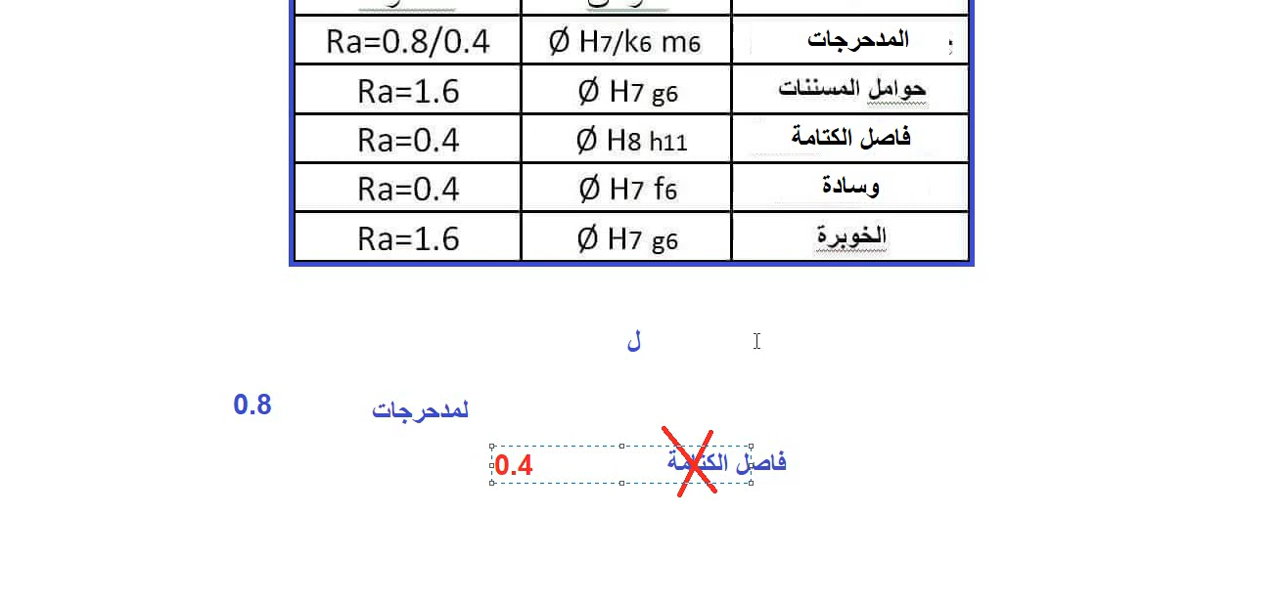 المدحرجات Ø H7/k6 m6 Ra=0.8/0.4
حوامل المسننات Ø H7 g6 Ra=1.6
فاصل الكتامة Ø H8 h11 Ra=0.4
وسادة Ø H7 f6 Ra=0.4
الخوبرة Ø H7 g6 Ra=1.6
ل
لمدحرجات 0.8
فاصل الكتامة 0.4